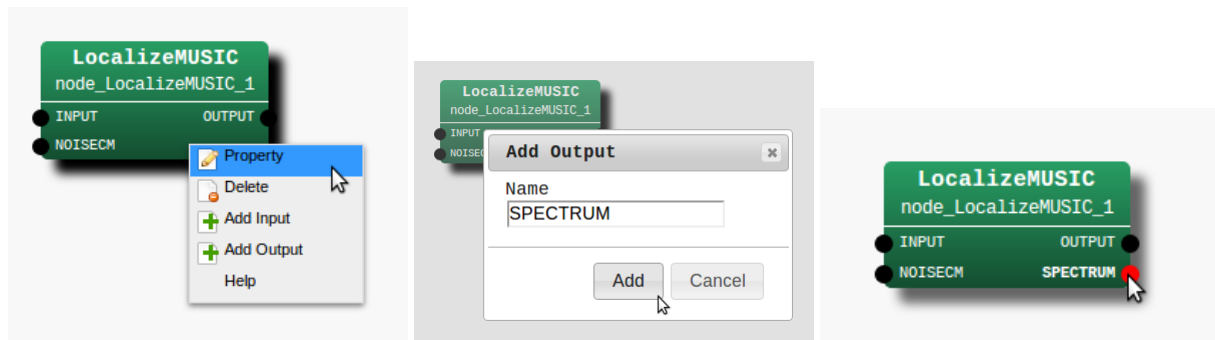 LocalizeMUSIC
node_LocalizeMUSIC_1
INPUT OUTPUT
NOISECM
Property
Delete
Add Input
Add Output
Help
LocalizeMUSIC
node_LocalizeMUSIC_1
INPUT
Add Output
Name
SPECTRUM
Add Cancel
LocalizeMUSIC
node_LocalizeMUSIC_1
INPUT OUTPUT
NOISECM SPECTRUM